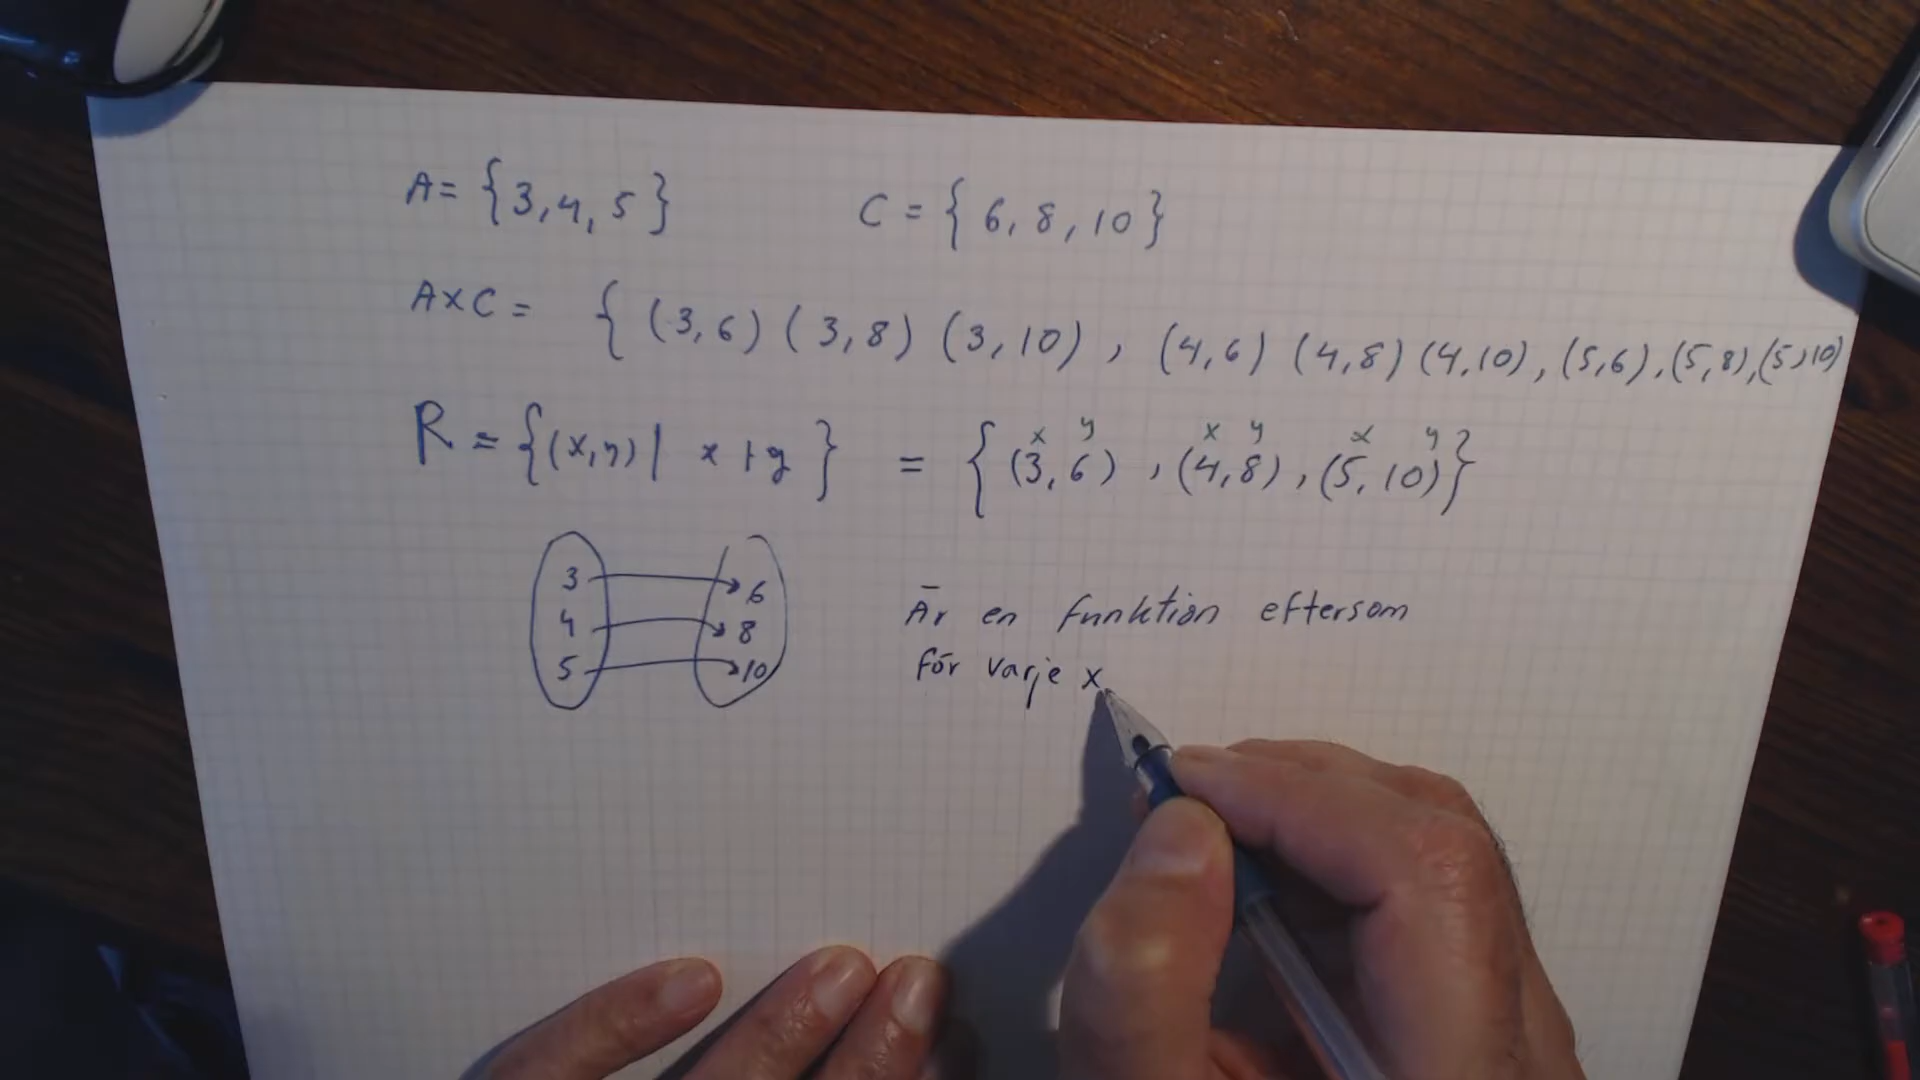 A= {3,4,5} C = {6,8,10}
A×C = { (3,6) (3,8) (3,10) , (4,6) (4,8) (4,10) , (5,6) , (5,8) , (5,10)
R = {(x,y) | x+y } = { (3,6) , (4,8) , (5,10) }
x y x y x y
3 6
4 8
5 10
Är en funktion eftersom
för varje x